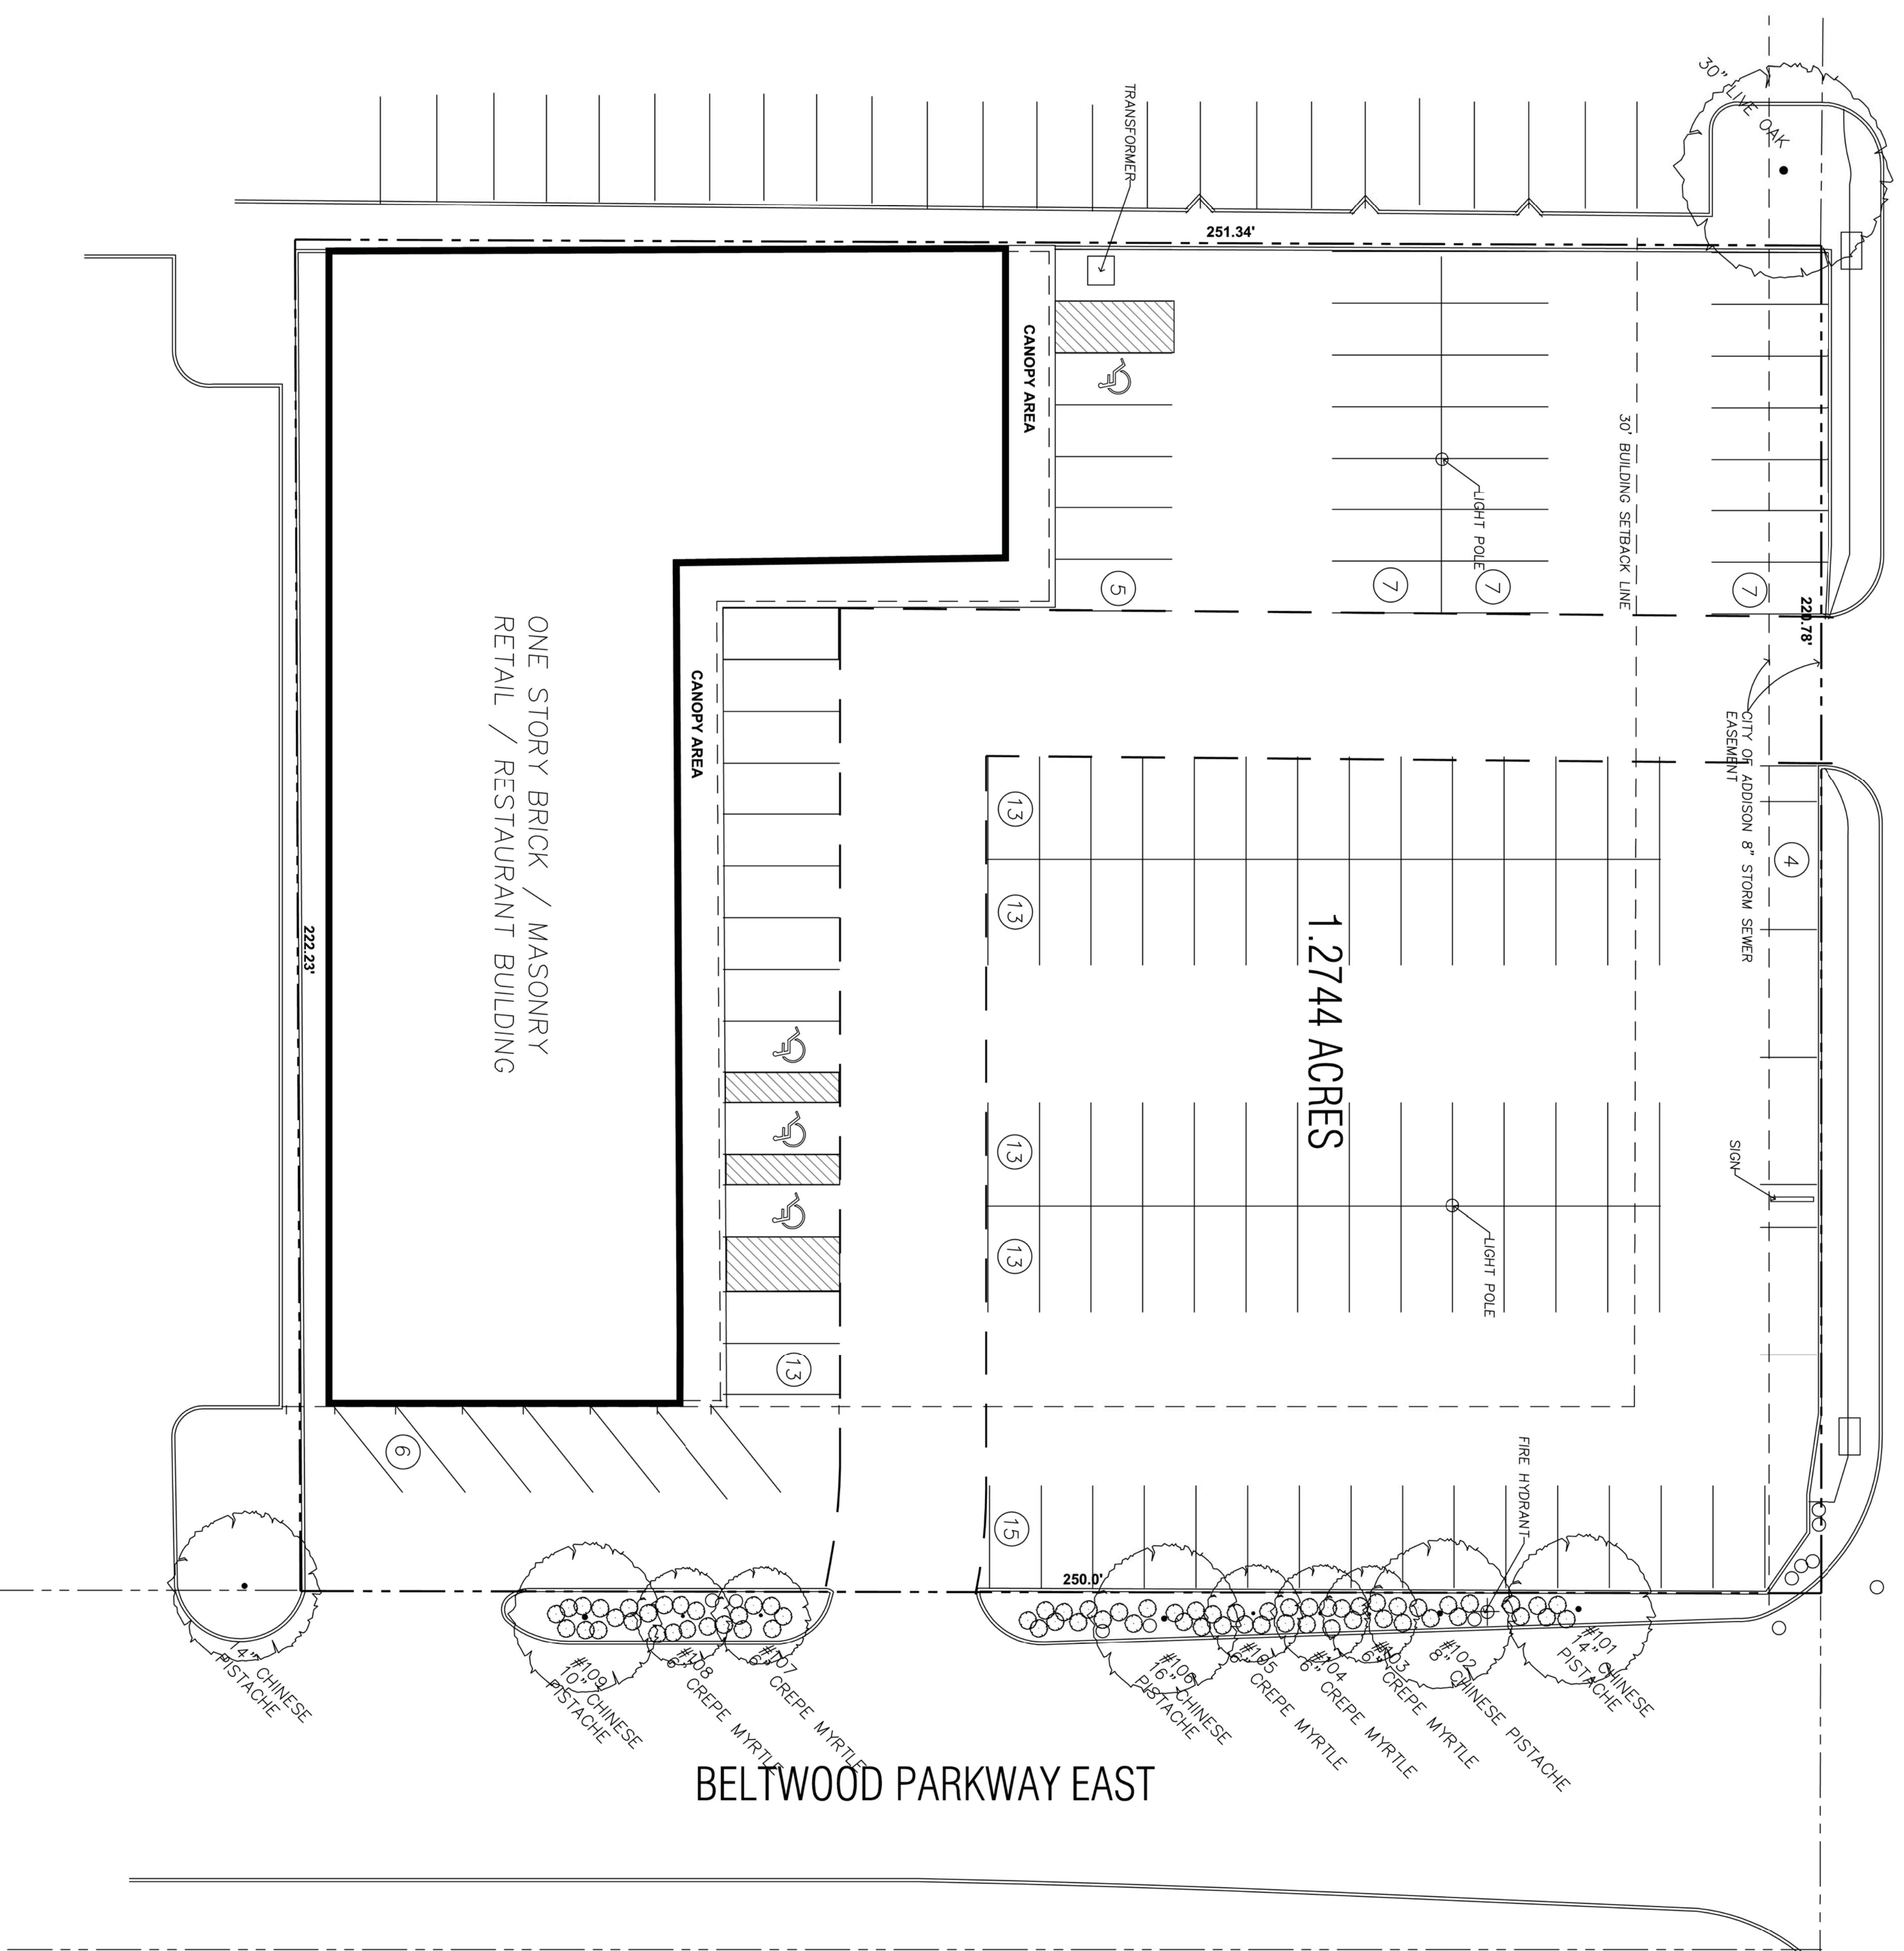 30" LIVE OAK
TRANSFORMER
251.34'
CANOPY AREA
30' BUILDING SETBACK LINE
LIGHT POLE
5
7
7
7
220.78'
ONE STORY BRICK / MASONRY
RETAIL / RESTAURANT BUILDING
CANOPY AREA
CITY OF ADDISON 8" STORM SEWER
EASEMENT
13
4
13
1.2744 ACRES
222.23'
13
SIGN
13
LIGHT POLE
13
6
FIRE HYDRANT
15
250.0'
14" CHINESE
PISTACHE
#109
10" CHINESE
PISTACHE
#108
6" CREPE MYRTLE
#107
6" CREPE MYRTLE
#106
16" CHINESE
PISTACHE
#105
6" CREPE MYRTLE
#104
6" CREPE MYRTLE
#103
6" CREPE MYRTLE
#102
8" CHINESE PISTACHE
#101
14" CHINESE
PISTACHE
BELTWOOD PARKWAY EAST